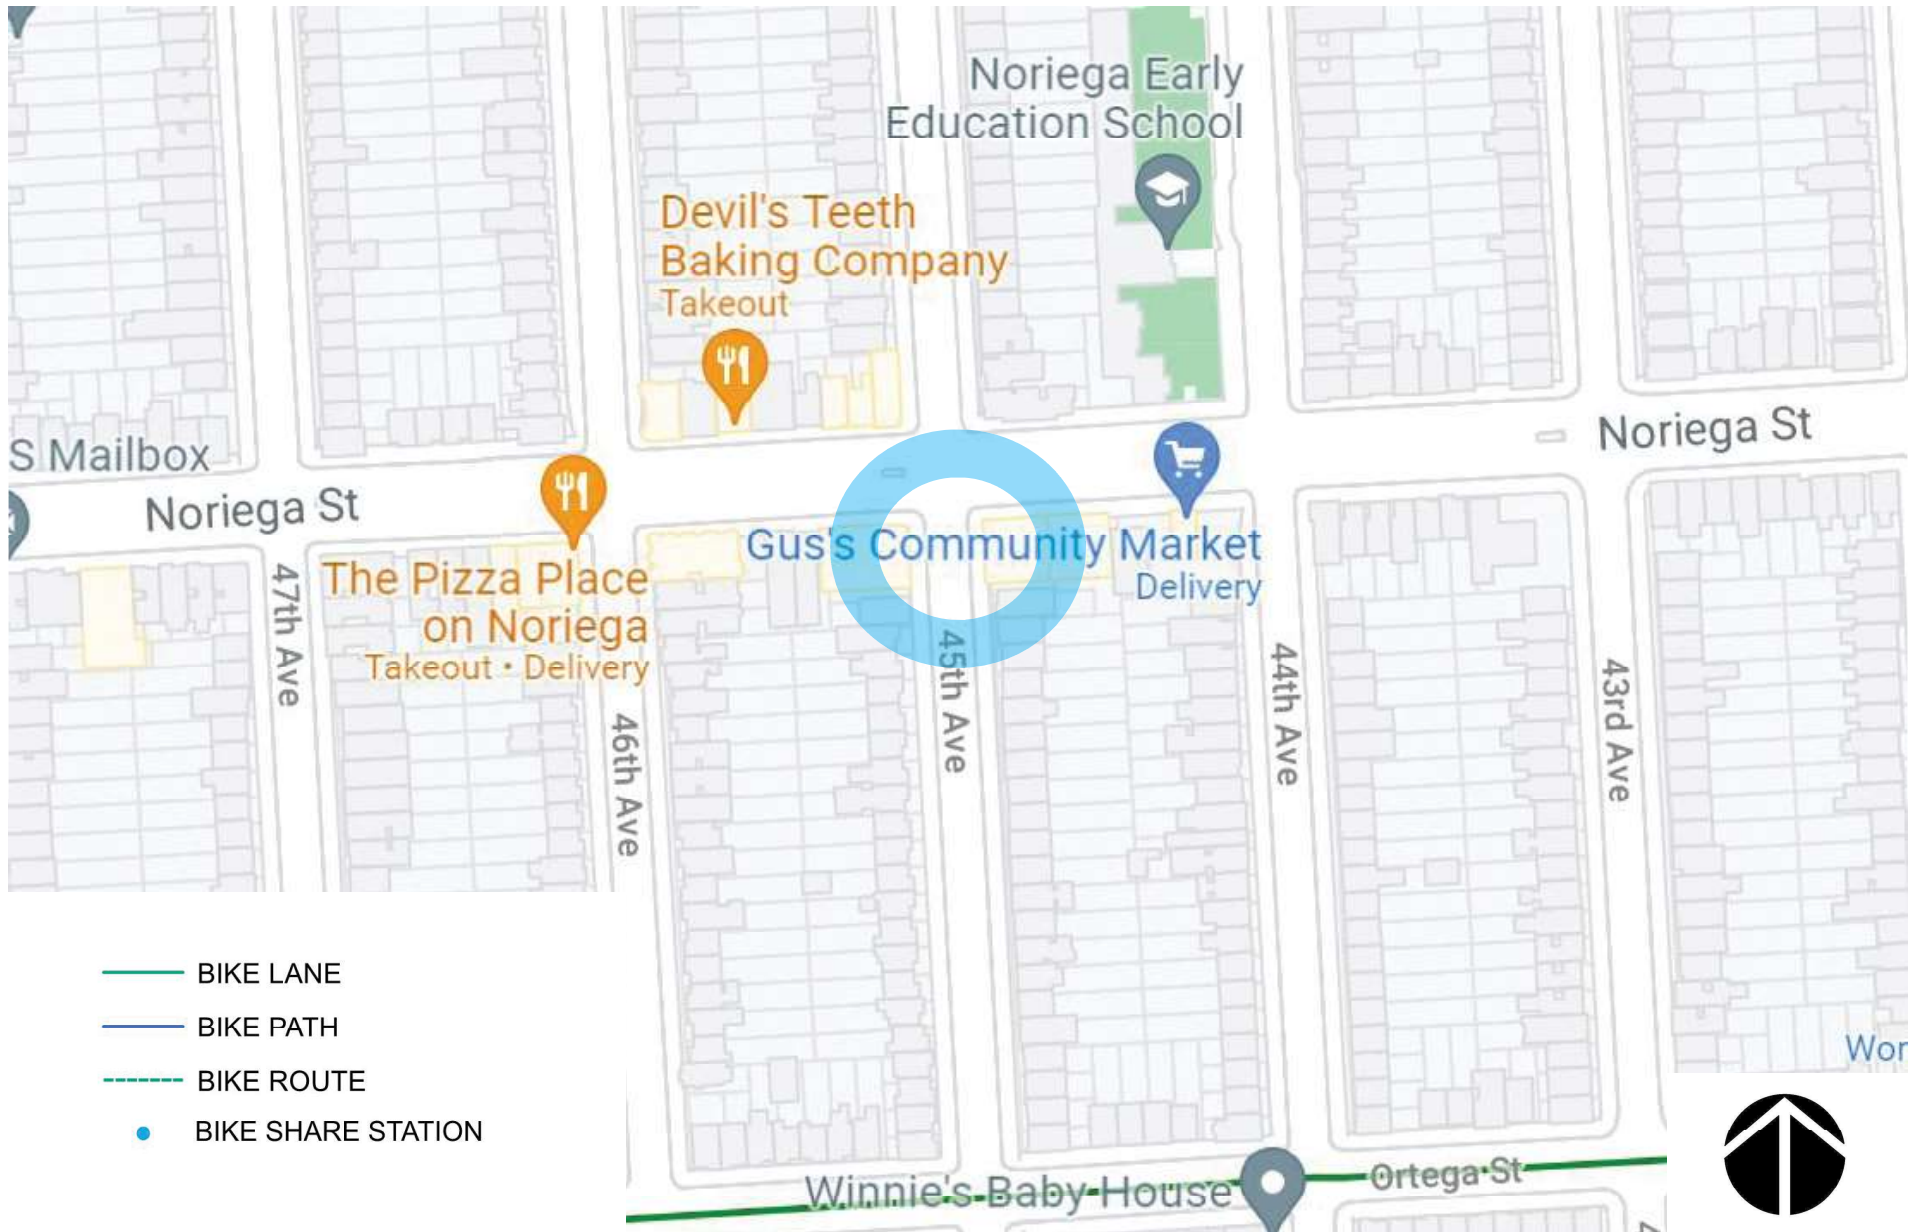 Noriega Early
Education School
Devil's Teeth
Baking Company
Takeout
Noriega St
S Mailbox
Noriega St
Gus's Community Market
Delivery
The Pizza Place
on Noriega
Takeout • Delivery
47th Ave
46th Ave
45th Ave
44th Ave
43rd Ave
BIKE LANE
BIKE PATH
BIKE ROUTE
BIKE SHARE STATION
Wor
Ortega St
Winnie's Baby House